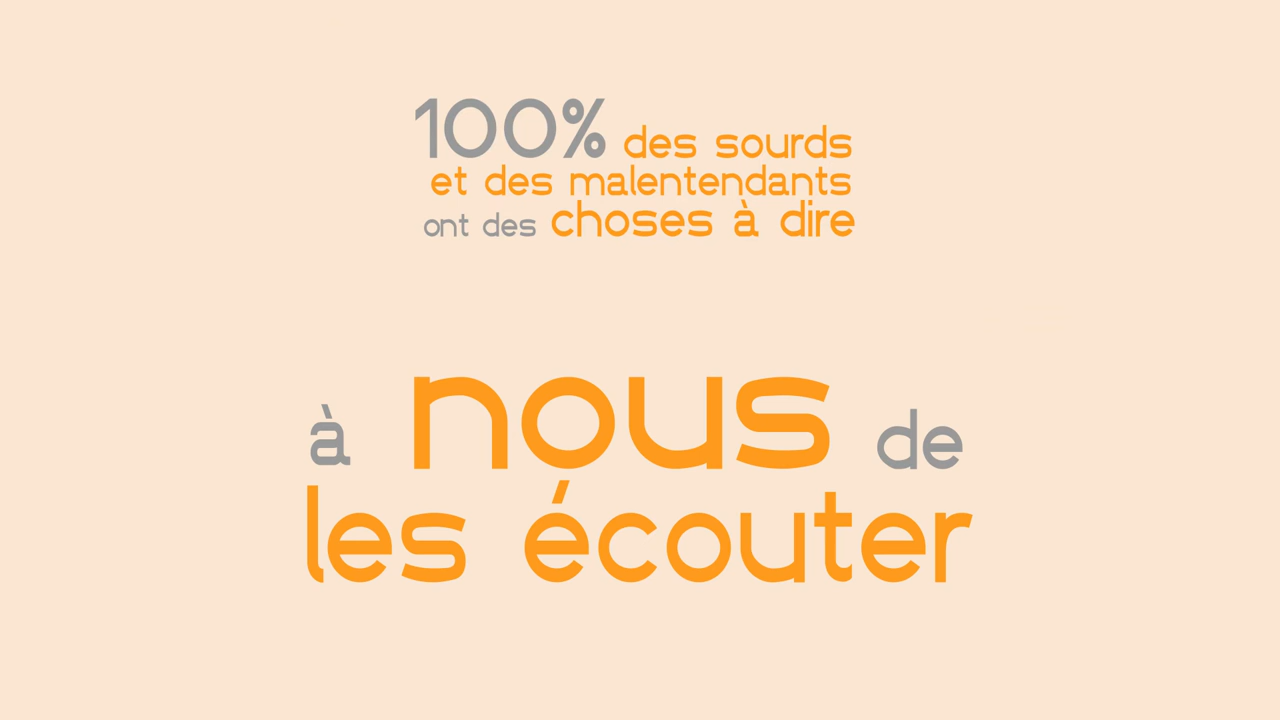 100% des sourds
et des malentendants
ont des choses à dire
à nous de
les écouter